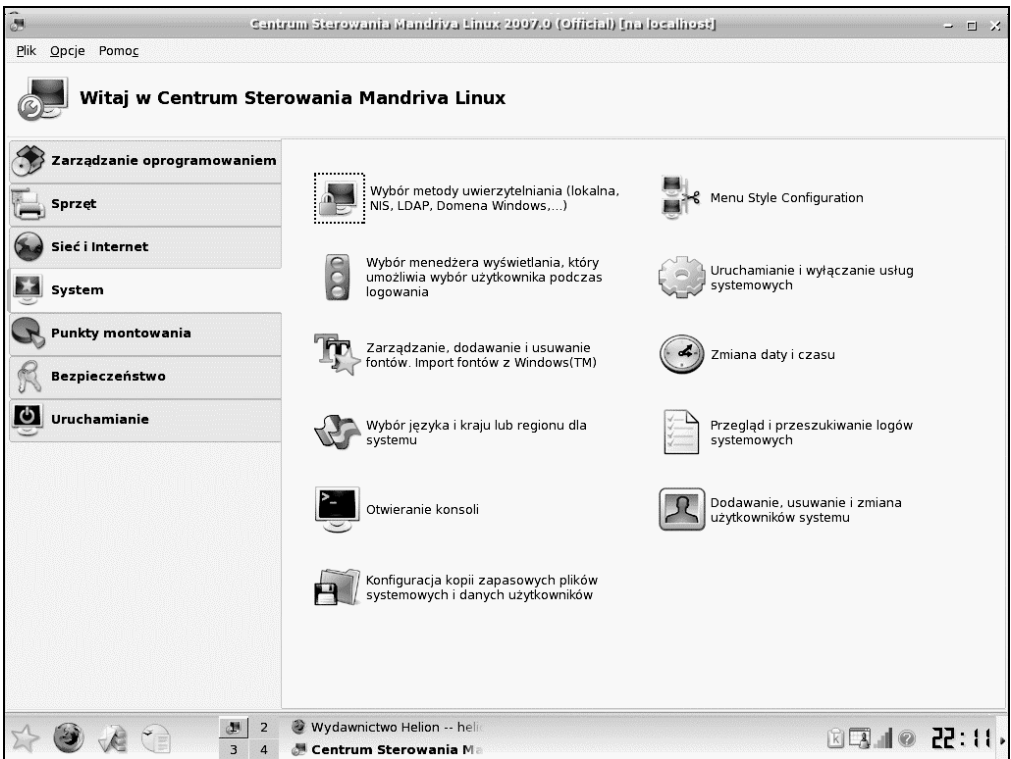 Centrum Sterowania Mandriva Linux 2007.0 (Official) [na localhost]
Plik Opcje Pomoc
Witaj w Centrum Sterowania Mandriva Linux
Zarządzanie oprogramowaniem
Sprzęt
Sieć i Internet
System
Punkty montowania
Bezpieczeństwo
Uruchamianie
Wybór metody uwierzytelniania (lokalna,
NIS, LDAP, Domena Windows,...)
Menu Style Configuration
Wybór menedżera wyświetlania, który
umożliwia wybór użytkownika podczas
logowania
Uruchamianie i wyłączanie usług
systemowych
Zarządzanie, dodawanie i usuwanie
fontów. Import fontów z Windows(TM)
Zmiana daty i czasu
Wybór języka i kraju lub regionu dla
systemu
Przegląd i przeszukiwanie logów
systemowych
Otwieranie konsoli
Dodawanie, usuwanie i zmiana
użytkowników systemu
Konfiguracja kopii zapasowych plików
systemowych i danych użytkowników
2
3 4
Wydawnictwo Helion -- heli
Centrum Sterowania Ma
22:11